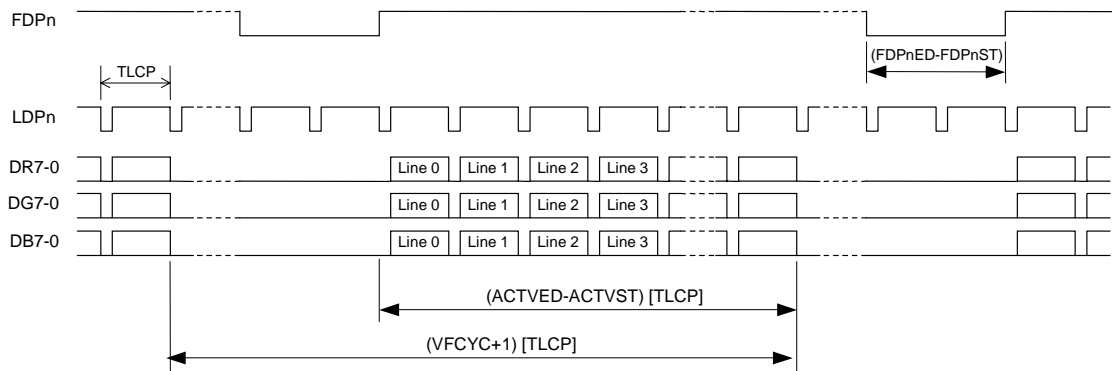 FDPn
(FDPnED-FDPnST)
TLCP
LDPn
DR7-0 Line 0 Line 1 Line 2 Line 3
DG7-0 Line 0 Line 1 Line 2 Line 3
DB7-0 Line 0 Line 1 Line 2 Line 3
(ACTVED-ACTVST) [TLCP]
(VFCYC+1) [TLCP]